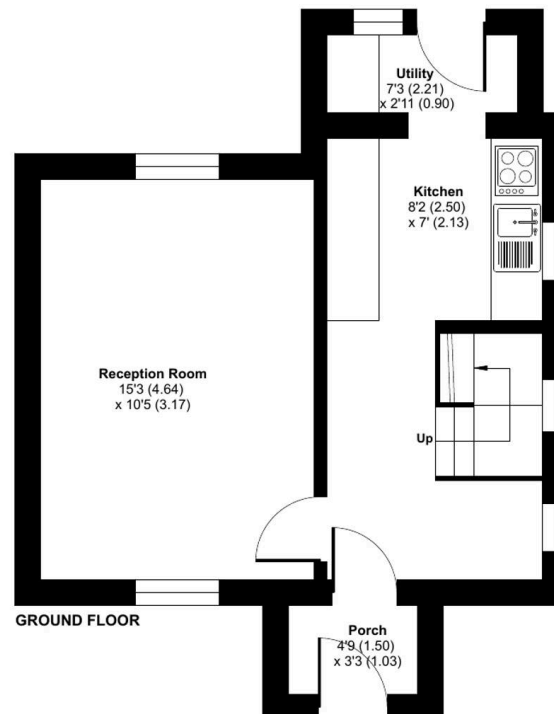 Utility
7'3 (2.21)
x 2'11 (0.90)
Kitchen
8'2 (2.50)
x 7' (2.13)
Reception Room
15'3 (4.64)
x 10'5 (3.17)
Up
GROUND FLOOR
Porch
4'9 (1.50)
x 3'3 (1.03)